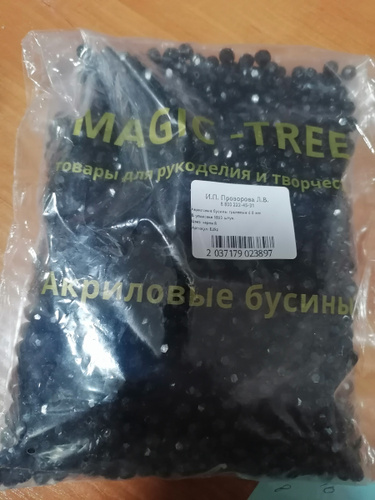 MAGIC -TREE
товары для рукоделия и творчест
И.П. Прозорова Л.В.
2 037179 023897
Акриловые бусины